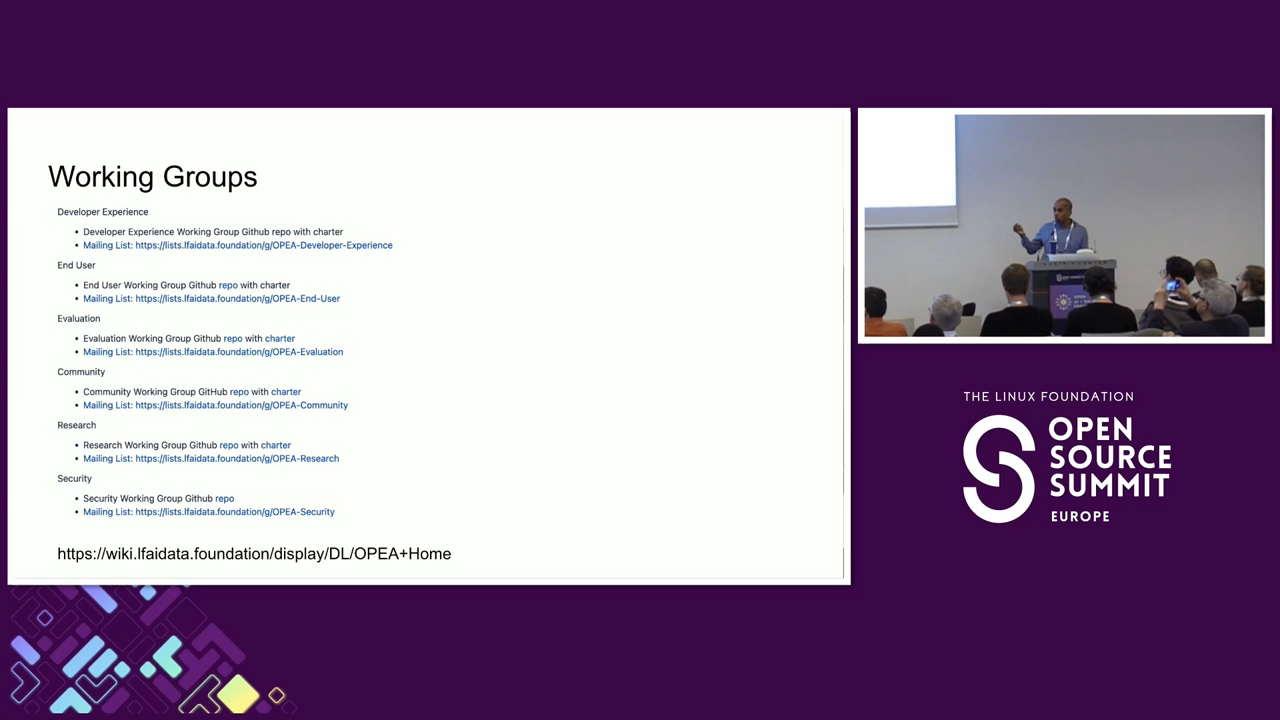 Working Groups
Developer Experience
• Developer Experience Working Group Github repo with charter
• Mailing List: https://lists.lfaidata.foundation/g/OPEA-Developer-Experience
End User
• End User Working Group Github repo with charter
• Mailing List: https://lists.lfaidata.foundation/g/OPEA-End-User
Evaluation
• Evaluation Working Group Github repo with charter
• Mailing List: https://lists.lfaidata.foundation/g/OPEA-Evaluation
Community
• Community Working Group GitHub repo with charter
• Mailing List: https://lists.lfaidata.foundation/g/OPEA-Community
Research
• Research Working Group Github repo with charter
• Mailing List: https://lists.lfaidata.foundation/g/OPEA-Research
Security
• Security Working Group Github repo
• Mailing List: https://lists.lfaidata.foundation/g/OPEA-Security
https://wiki.lfaidata.foundation/display/DL/OPEA+Home
THE LINUX FOUNDATION
OPEN
SOURCE
SUMMIT
EUROPE